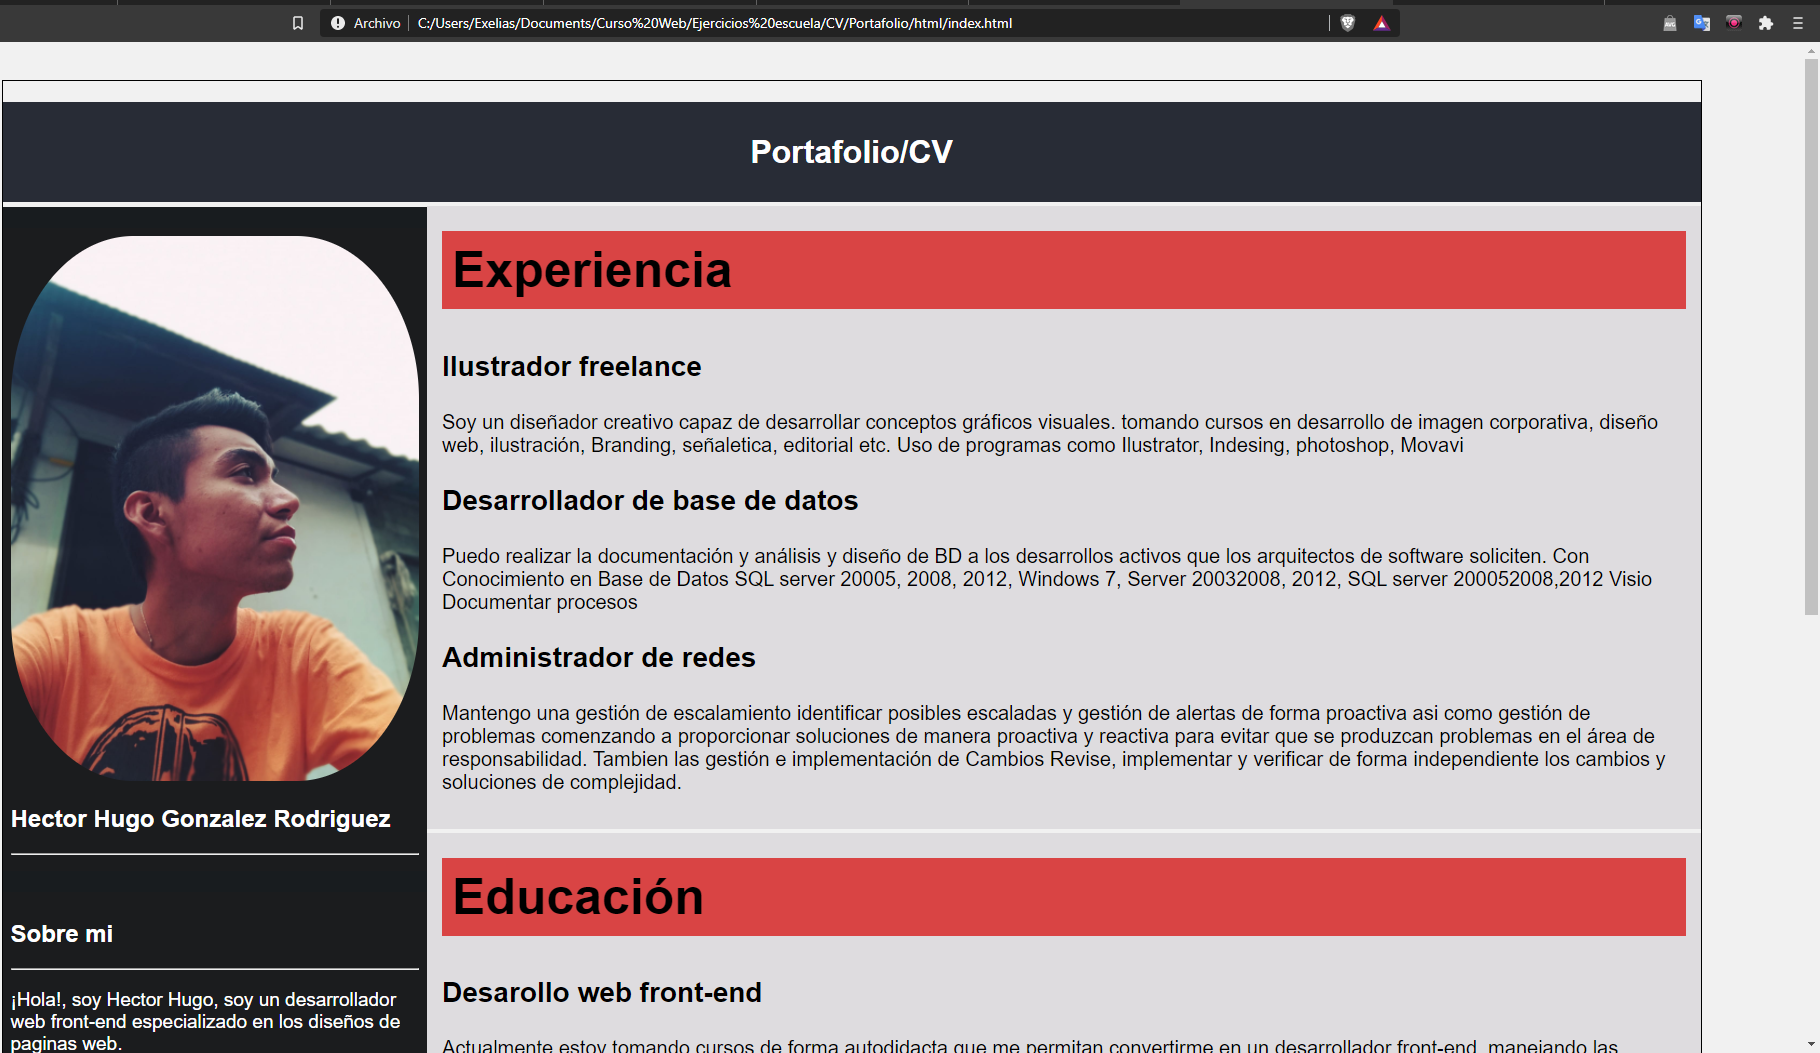 Archivo
C:/Users/Exelias/Documents/Curso%20Web/Ejercicios%20escuela/CV/Portafolio/html/index.html
Portafolio/CV
Hector Hugo Gonzalez Rodriguez
Sobre mi
¡Hola!, soy Hector Hugo, soy un desarrollador
web front-end especializado en los diseños de
paginas web.
Experiencia
Ilustrador freelance
Soy un diseñador creativo capaz de desarrollar conceptos gráficos visuales. tomando cursos en desarrollo de imagen corporativa, diseño
web, ilustración, Branding, señaletica, editorial etc. Uso de programas como Ilustrator, Indesing, photoshop, Movavi
Desarrollador de base de datos
Puedo realizar la documentación y análisis y diseño de BD a los desarrollos activos que los arquitectos de software soliciten. Con
Conocimiento en Base de Datos SQL server 20005, 2008, 2012, Windows 7, Server 20032008, 2012, SQL server 200052008,2012 Visio
Documentar procesos
Administrador de redes
Mantengo una gestión de escalamiento identificar posibles escaladas y gestión de alertas de forma proactiva asi como gestión de
problemas comenzando a proporcionar soluciones de manera proactiva y reactiva para evitar que se produzcan problemas en el área de
responsabilidad. Tambien las gestión e implementación de Cambios Revise, implementar y verificar de forma independiente los cambios y
soluciones de complejidad.
Educación
Desarollo web front-end
Actualmente estoy tomando cursos de forma autodidacta que me permitan convertirme en un desarrollador front-end, manejando las